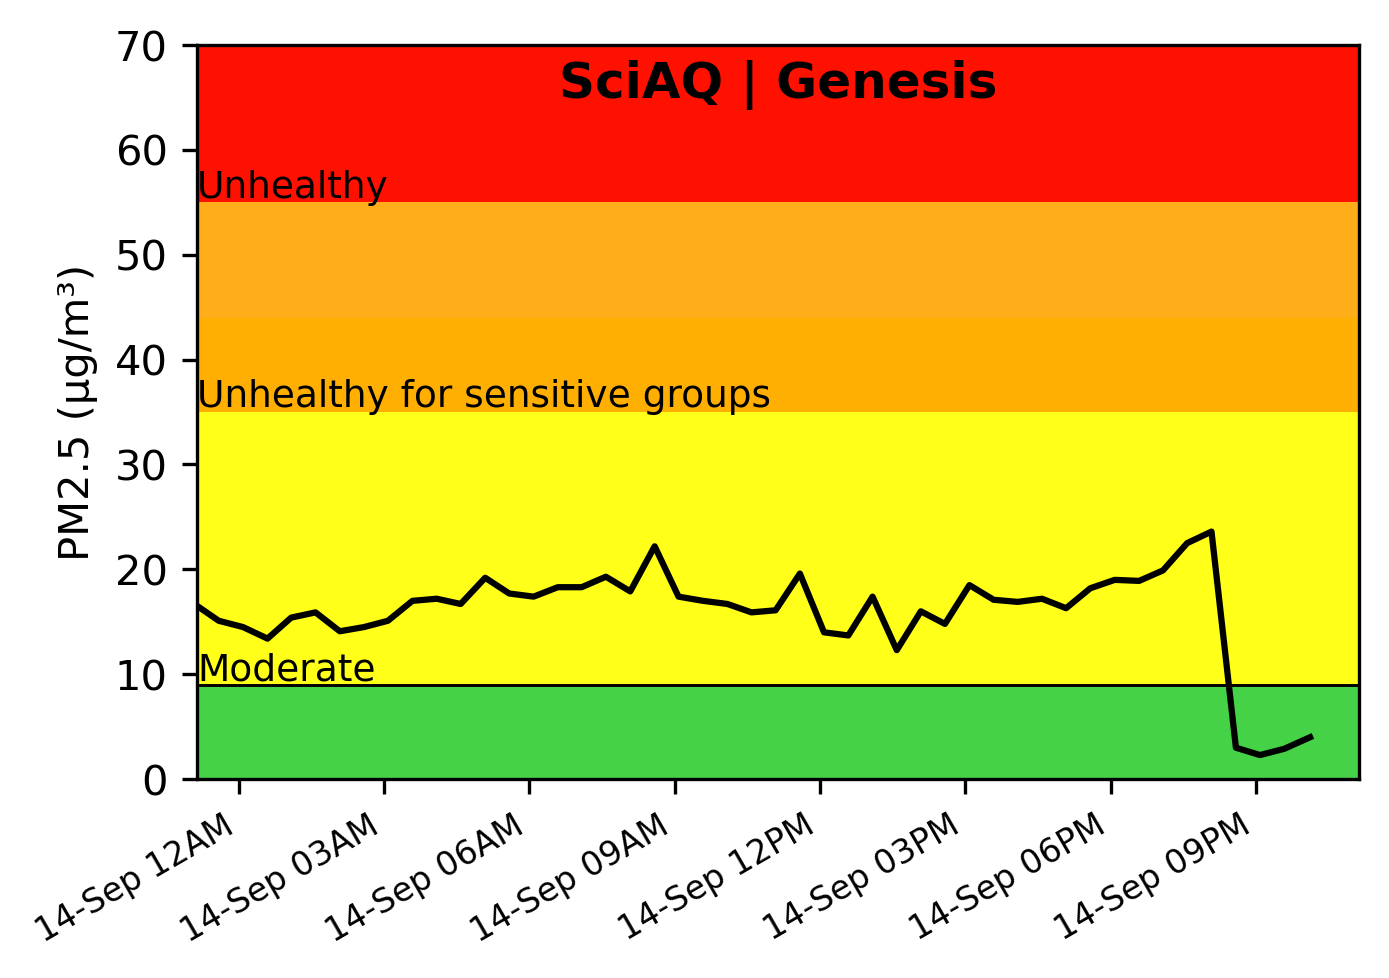 SciAQ | Genesis
70
60
50
40
30
20
10
0
PM2.5 (μg/m³)
Unhealthy
Unhealthy for sensitive groups
Moderate
14-Sep 12AM
14-Sep 03AM
14-Sep 06AM
14-Sep 09AM
14-Sep 12PM
14-Sep 03PM
14-Sep 06PM
14-Sep 09PM